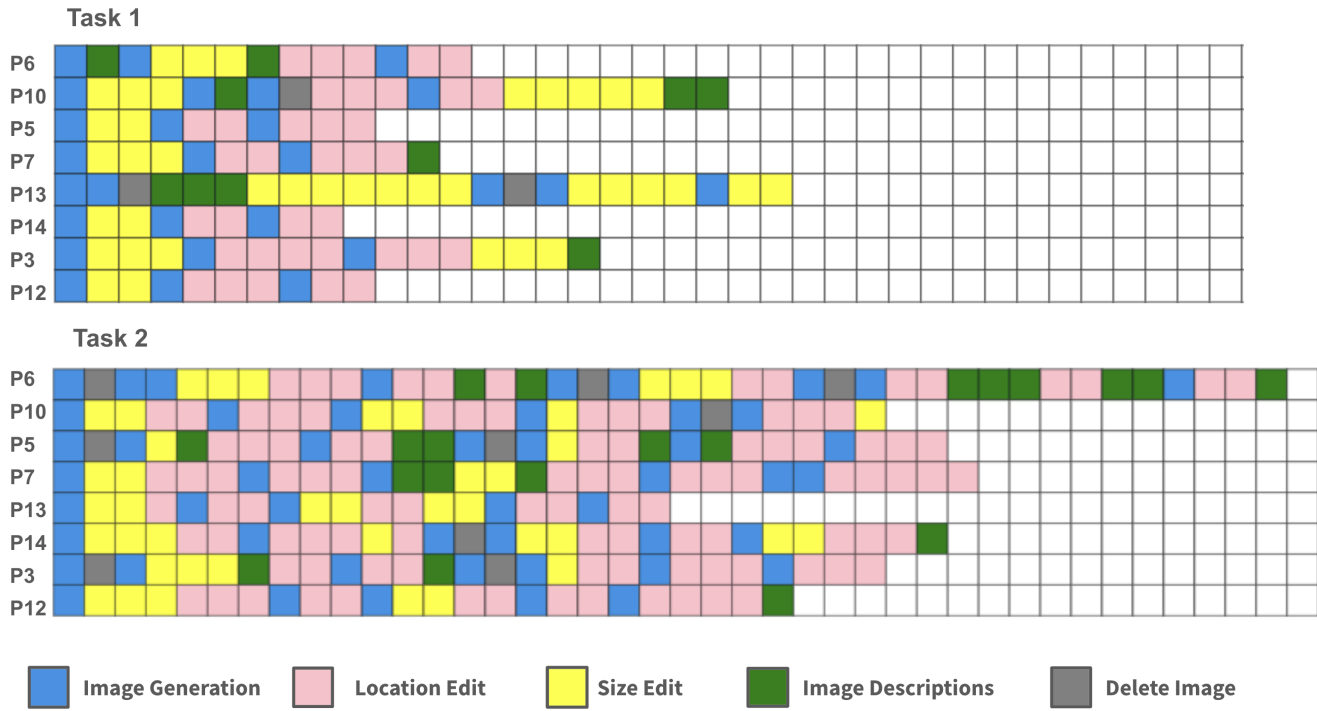 Task 1
P6
P10
P5
P7
P13
P14
P3
P12
Task 2
P6
P10
P5
P7
P13
P14
P3
P12
Image Generation Location Edit Size Edit Image Descriptions Delete Image